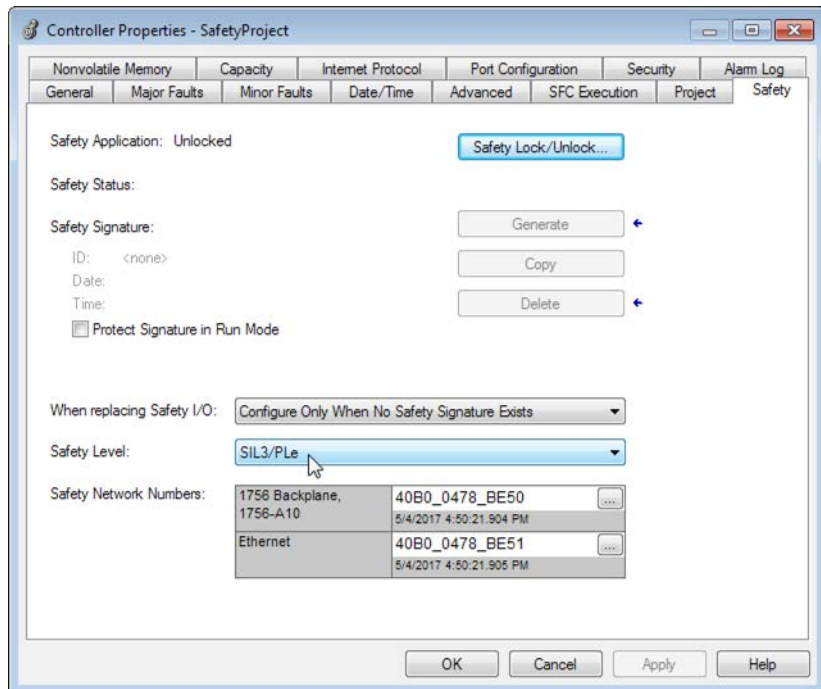 Controller Properties - SafetyProject
Nonvolatile Memory Capacity Internet Protocol Port Configuration Security Alarm Log
General Major Faults Minor Faults Date/Time Advanced SFC Execution Project Safety
Safety Application: Unlocked Safety Lock/Unlock...
Safety Status:
Safety Signature: Generate
ID: <none>
Copy
Date:
Time: Delete
Protect Signature in Run Mode
When replacing Safety I/O: Configure Only When No Safety Signature Exists
Safety Level: SIL3/PLe
Safety Network Numbers: 1756 Backplane, 40B0_0478_BE50 ...
1756-A10 5/4/2017 4:50:21.904 PM
Ethernet 40B0_0478_BE51 ...
5/4/2017 4:50:21.905 PM
OK Cancel Apply Help